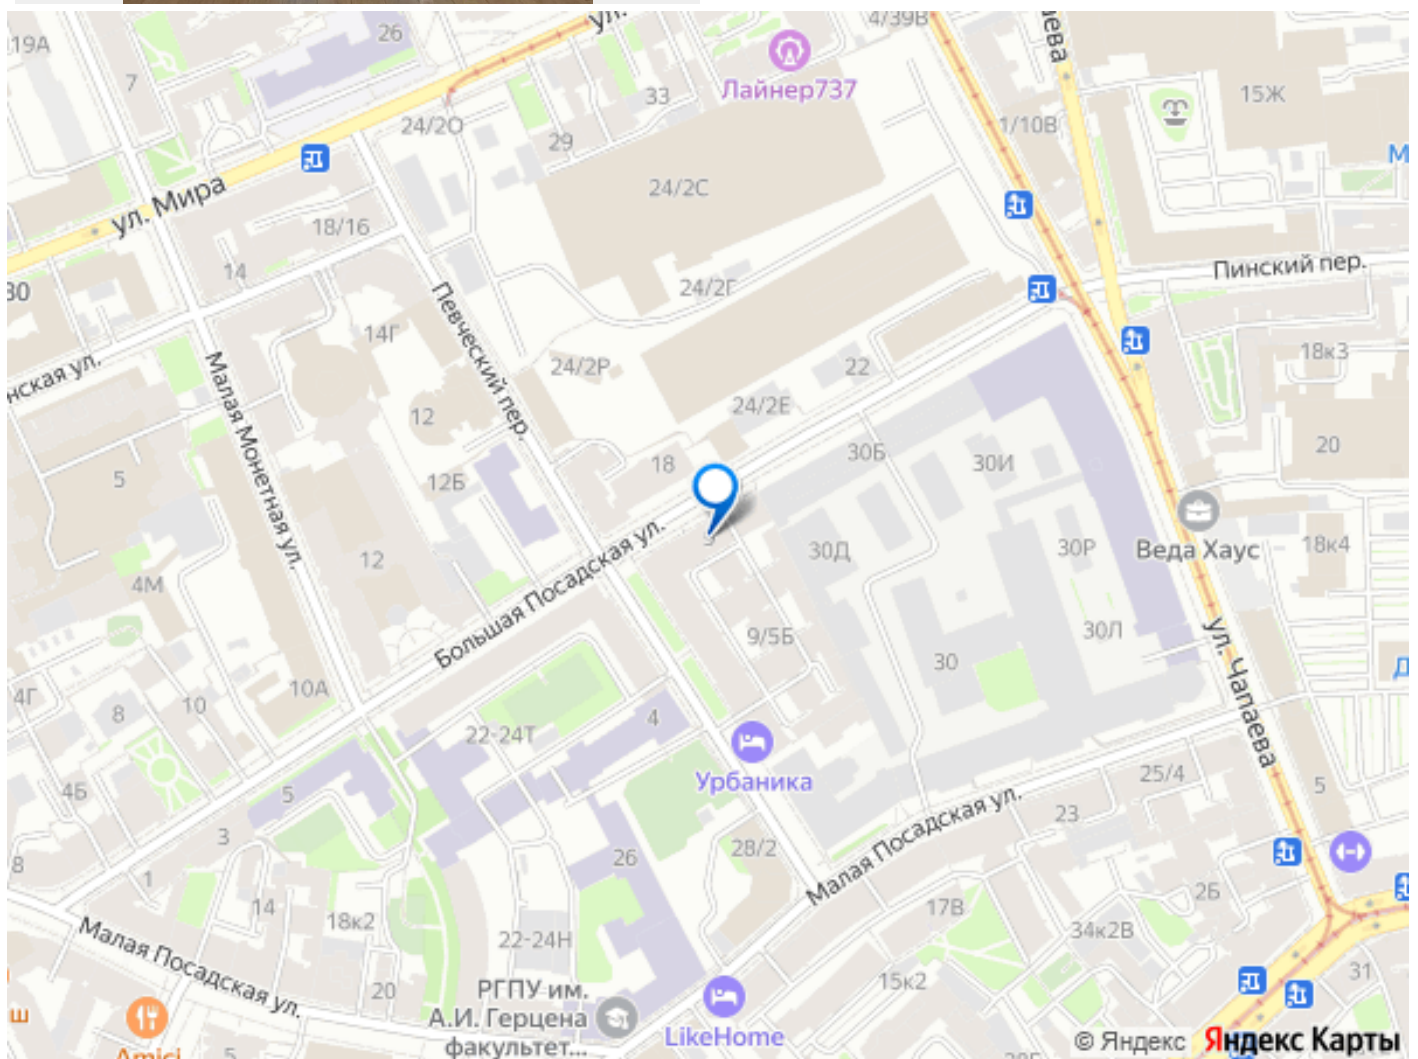 119А
26
ул.
4/39В
7
33
Лайнер737
15Ж
24/2О
29
1/10В
ул. Мира
24/2С
18/16
Пинский пер.
14
30
24/2Г
14Г
Певческий пер.
24/2Р
22
18к3
нская ул.
Малая Монетная ул.
12
24/2Е
5
12Б
18
30Б
30И
20
Большая Посадская ул.
30Д
30Р
Веда Хаус
18к4
12
4М
9/5Б
30Л
30
ул. Чапаева
4Г
8
10
10А
22-24Т
4
Урбаника
25/4
4Б
5
3
5
23
28/2
26
Малая Посадская ул.
8
1
14
18к2
17В
2Б
34к2В
22-24Н
Малая Посадская ул.
20
РГПУ им.
А.И. Герцена
факультет...
15к2
31
ш
LikeHome
Amici
5
© Яндекс Яндекс Карты